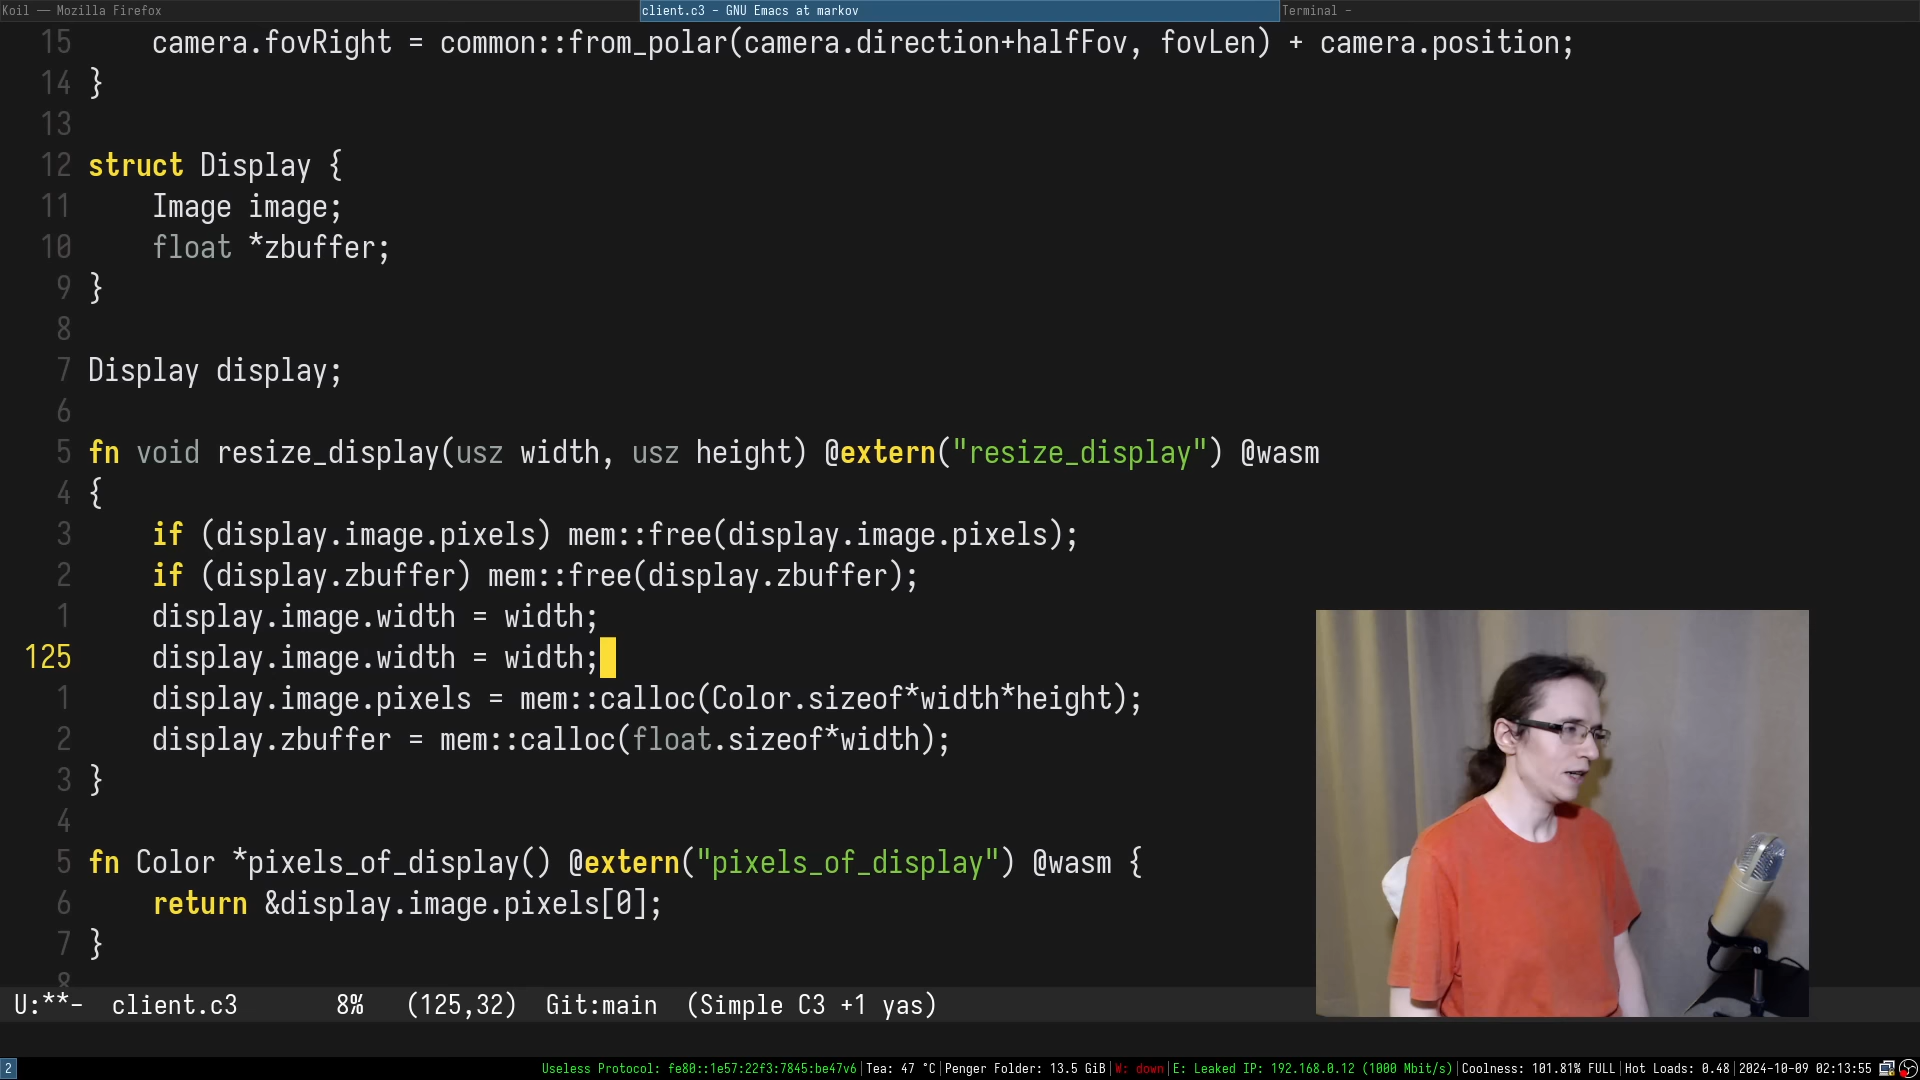 Koil — Mozilla Firefox
client.c3 - GNU Emacs at markov
Terminal -
15 camera.fovRight = common::from_polar(camera.direction+halfFov, fovLen) + camera.position;
14 }
13
12 struct Display {
11 Image image;
10 float *zbuffer;
9 }
8
7 Display display;
6
5 fn void resize_display(usz width, usz height) @extern("resize_display") @wasm
4 {
3 if (display.image.pixels) mem::free(display.image.pixels);
2 if (display.zbuffer) mem::free(display.zbuffer);
1 display.image.width = width;
125 display.image.width = width;
1 display.image.pixels = mem::calloc(Color.sizeof*width*height);
2 display.zbuffer = mem::calloc(float.sizeof*width);
3 }
4
5 fn Color *pixels_of_display() @extern("pixels_of_display") @wasm {
6 return &display.image.pixels[0];
7 }
8
U:**- client.c3 8% (125,32) Git:main (Simple C3 +1 yas)
2 Useless Protocol: fe80::1e57:22f3:7845:be47v6|Tea: 47 °C|Penger Folder: 13.5 GiB|W: down|E: Leaked IP: 192.168.0.12 (1000 Mbit/s)|Coolness: 101.81% FULL|Hot Loads: 0.48|2024-10-09 02:13:55